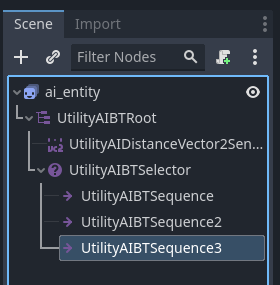 Scene
Import
Filter Nodes
ai_entity
UtilityAIBTRoot
UtilityAIDistanceVector2Sen...
UtilityAIBTSelector
UtilityAIBTSequence
UtilityAIBTSequence2
UtilityAIBTSequence3